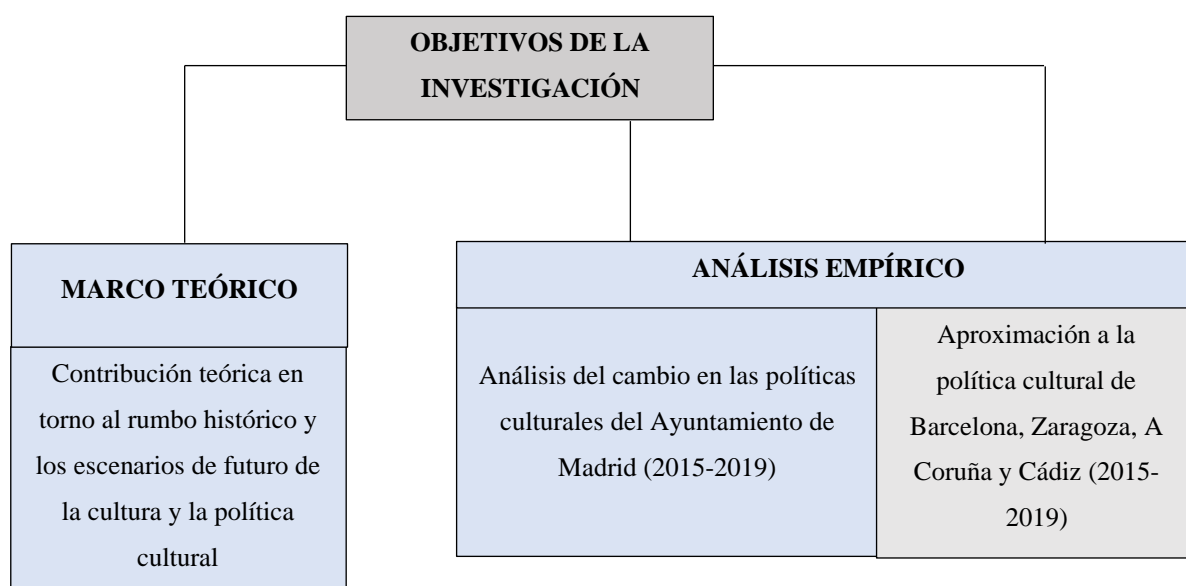 OBJETIVOS DE LA
INVESTIGACIÓN
MARCO TEÓRICO
Contribución teórica en
torno al rumbo histórico y
los escenarios de futuro de
la cultura y la política
cultural
ANÁLISIS EMPÍRICO
Análisis del cambio en las políticas
culturales del Ayuntamiento de
Madrid (2015-2019)
Aproximación a la
política cultural de
Barcelona, Zaragoza, A
Coruña y Cádiz (2015-
2019)